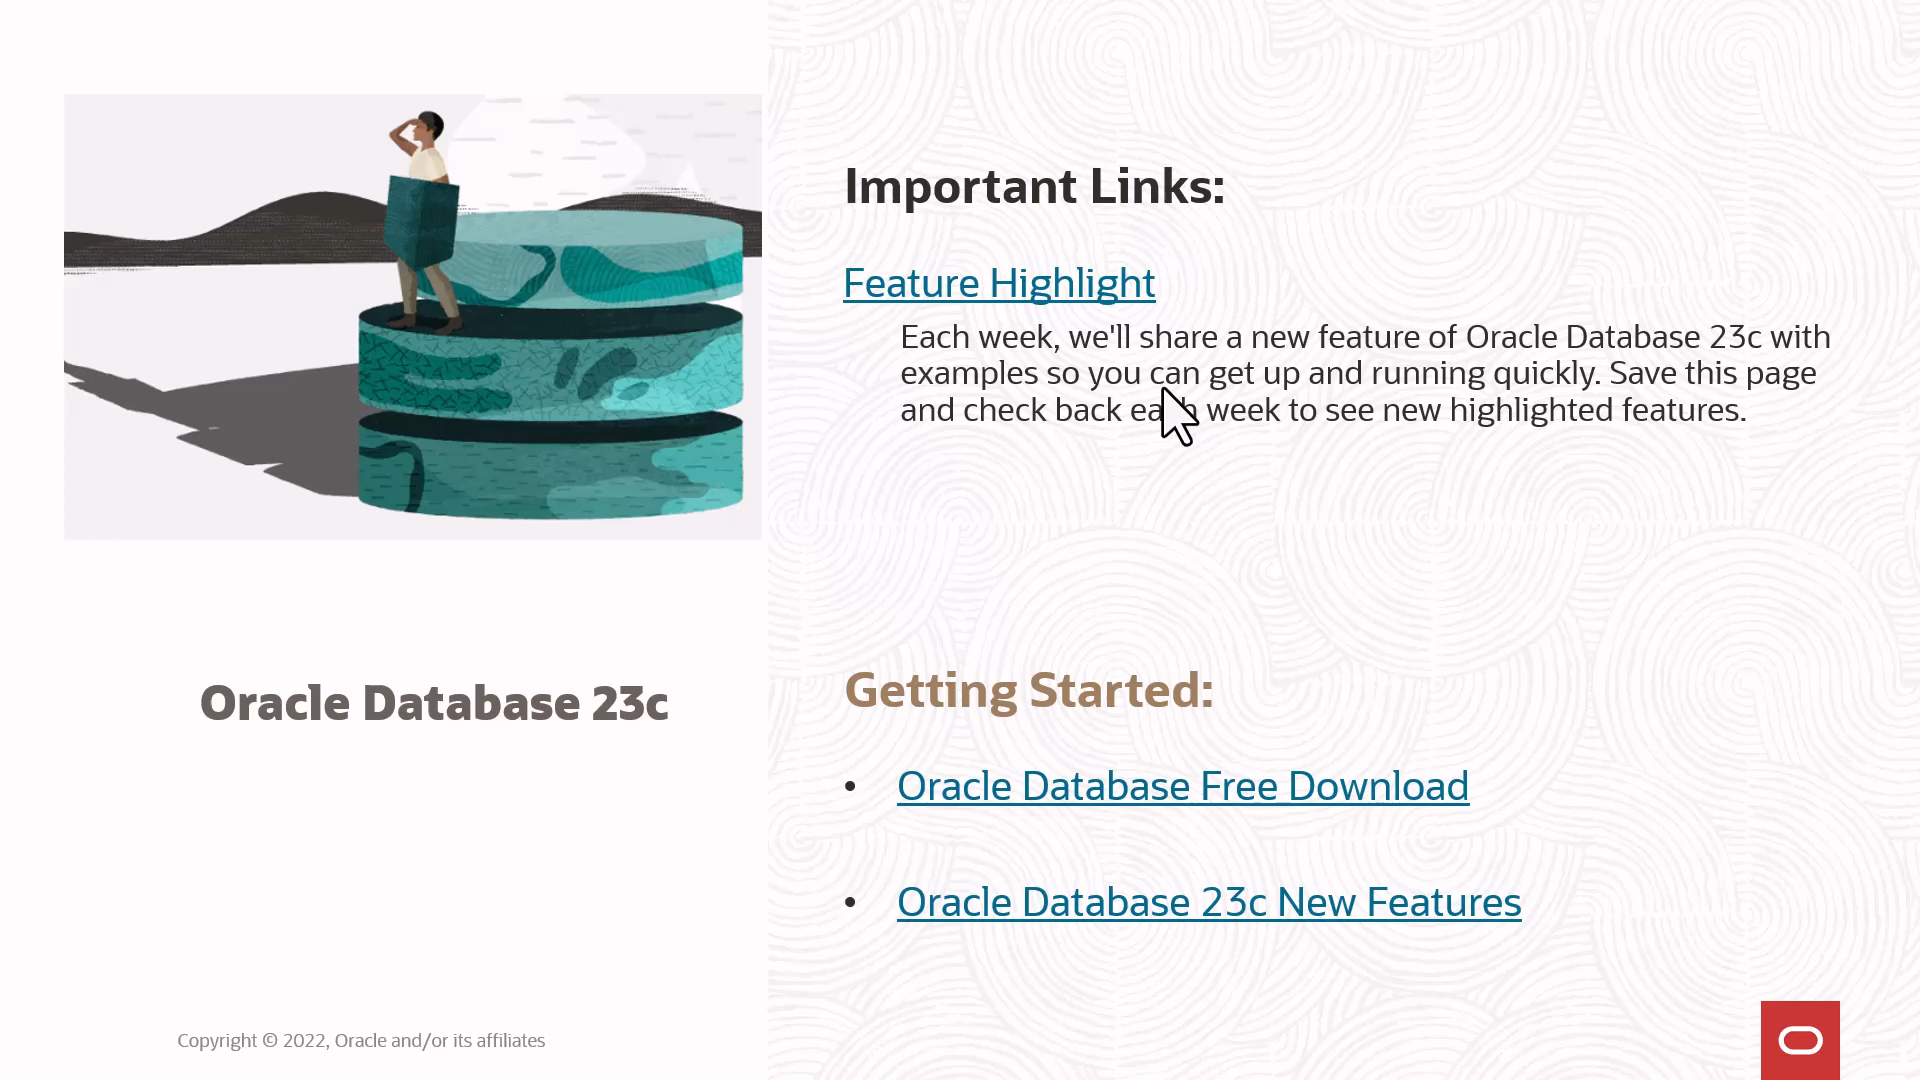 Important Links:
Feature Highlight
Each week, we'll share a new feature of Oracle Database 23c with
examples so you can get up and running quickly. Save this page
and check back each week to see new highlighted features.
Oracle Database 23c
Getting Started:
• Oracle Database Free Download
• Oracle Database 23c New Features
Copyright © 2022, Oracle and/or its affiliates